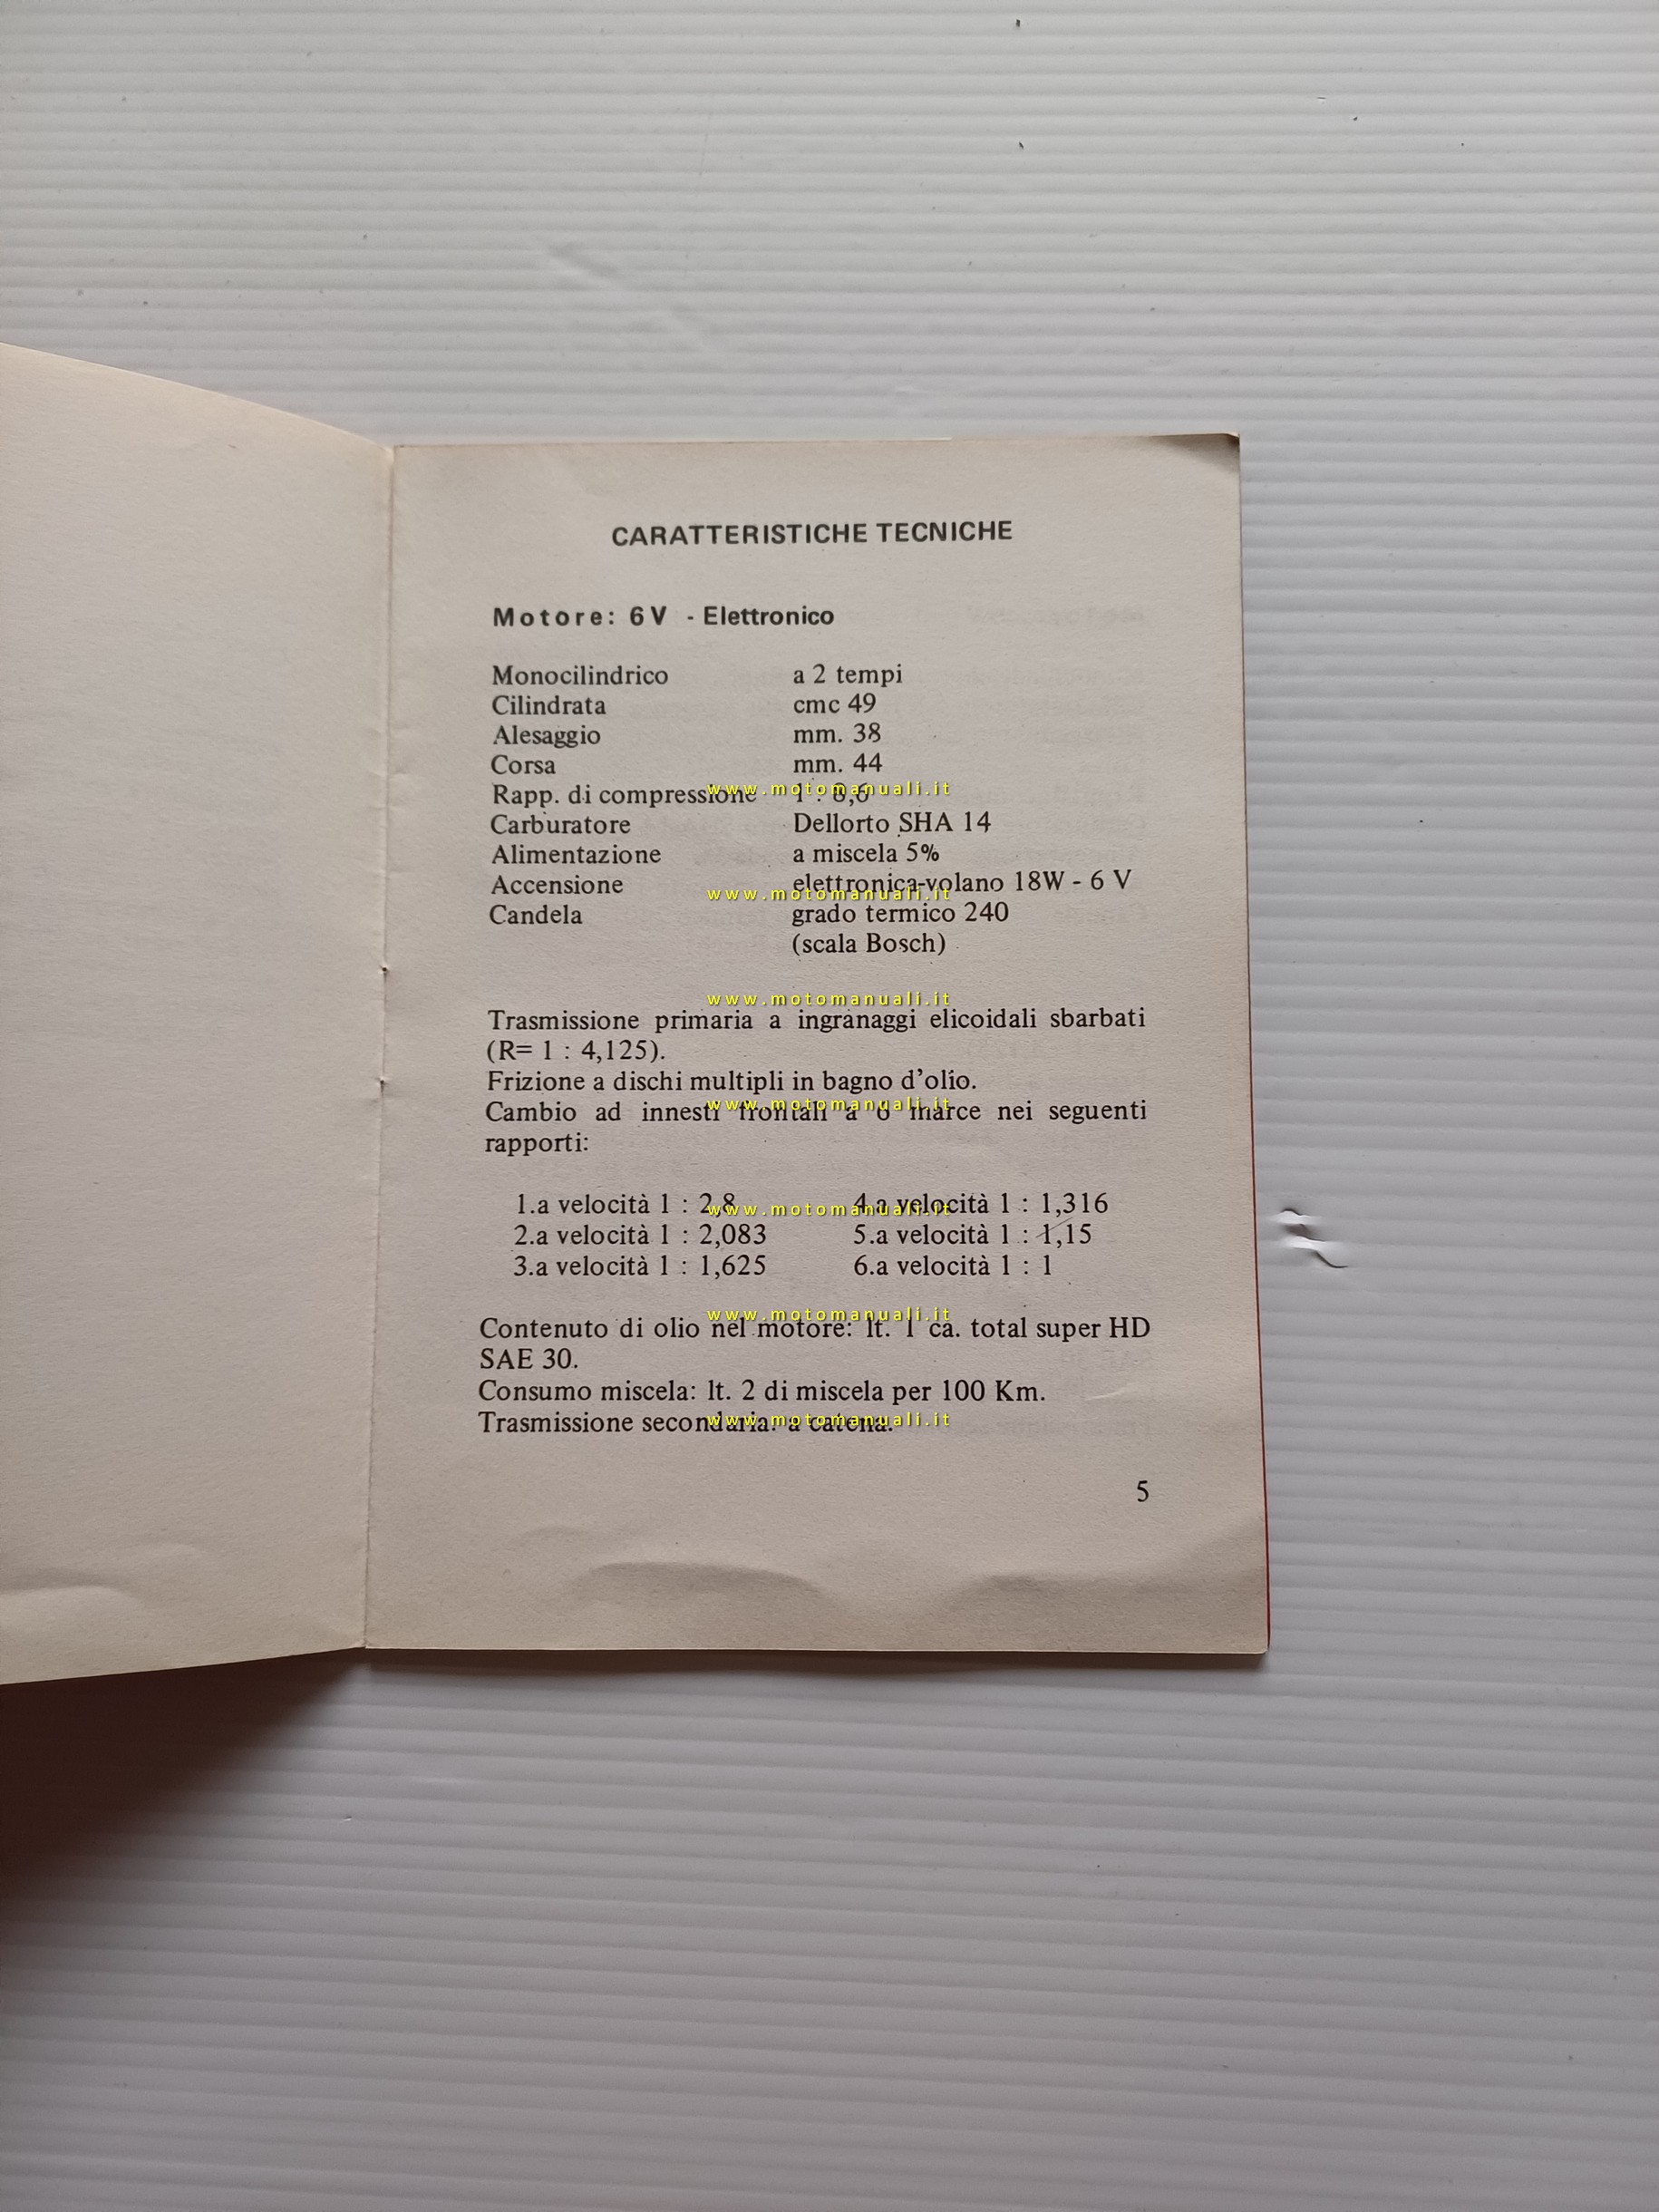 CARATTERISTICHE TECNICHE
Motore: 6V - Elettronico
Monocilindrico a 2 tempi
Cilindrata cmc 49
Alesaggio mm. 38
Corsa mm. 44
Rapp. di compressione 1 : 8,6
www.motomanuali.it
Carburatore Dellorto SHA 14
Alimentazione a miscela 5%
Accensione elettronica-volano 18W - 6 V
www.motomanuali.it
Candela grado termico 240
(scala Bosch)
www.motomanuali.it
Trasmissione primaria a ingranaggi elicoidali sbarbati
(R= 1 : 4,125).
Frizione a dischi multipli in bagno d'olio.
www.motomanuali.it
Cambio ad innesti frontali a 6 marce nei seguenti
rapporti:
1.a velocità 1 : 2,8 4.a velocità 1 : 1,316
www.motomanuali.it
2.a velocità 1 : 2,083 5.a velocità 1 : 1,15
3.a velocità 1 : 1,625 6.a velocità 1 : 1
www.motomanuali.it
Contenuto di olio nel motore: lt. 1 ca. total super HD
SAE 30.
Consumo miscela: lt. 2 di miscela per 100 Km.
Trasmissione secondaria: a catena.
www.motomanuali.it
5